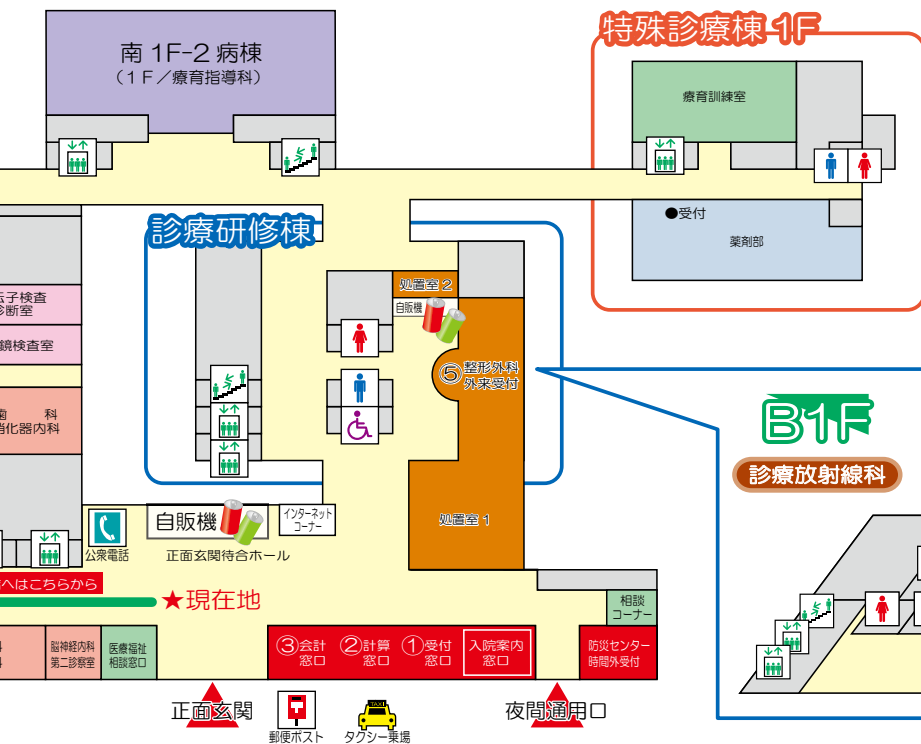 南 1F-2 病棟
（1F／療育指導科）
特殊診療棟 1F
療育訓練室
●受付
薬剤部
診療研修棟
処置室 2
自販機
⑤ 整形外科
外来受付
処置室 1
子検査
断室
鏡検査室
歯 科
消化器内科
B1F
診療放射線科
公衆電話
自販機
インターネット
コーナー
正面玄関待合ホール
へはこちらから
★現在地
相談
コーナー
脳神経内科
第二診察室
医療福祉
相談窓口
③会計
窓口
②計算
窓口
①受付
窓口
入院案内
窓口
防災センター
時間外受付
正面玄関
郵便ポスト
TAXI
タクシー乗場
夜間通用口